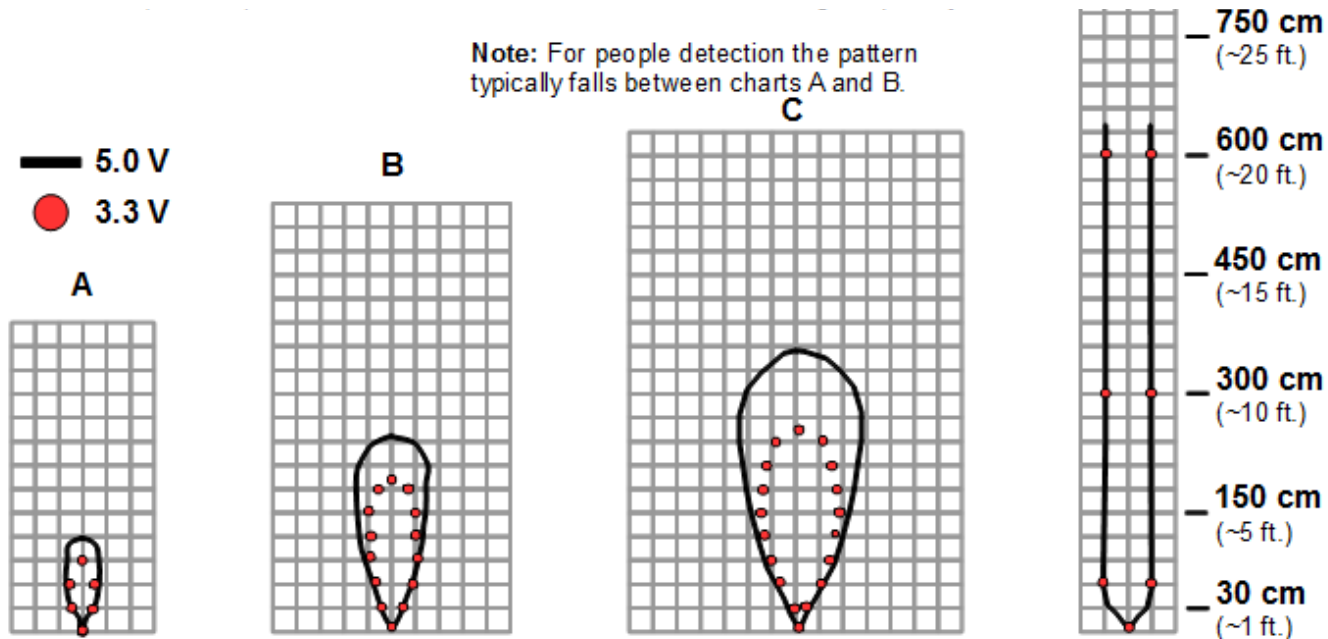 Note: For people detection the pattern
typically falls between charts A and B.
5.0 V
3.3 V
A
B
C
750 cm
(~25 ft.)
600 cm
(~20 ft.)
450 cm
(~15 ft.)
300 cm
(~10 ft.)
150 cm
(~5 ft.)
30 cm
(~1 ft.)